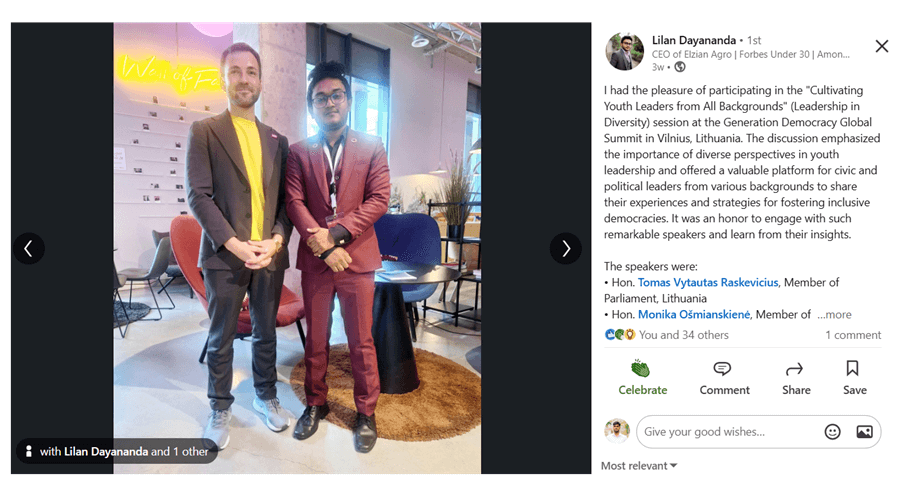 Lilan Dayananda • 1st
CEO of Elzian Agro | Forbes Under 30 | Amon...
3w •
I had the pleasure of participating in the "Cultivating
Youth Leaders from All Backgrounds" (Leadership in
Diversity) session at the Generation Democracy Global
Summit in Vilnius, Lithuania. The discussion emphasized
the importance of diverse perspectives in youth
leadership and offered a valuable platform for civic and
political leaders from various backgrounds to share
their experiences and strategies for fostering inclusive
democracies. It was an honor to engage with such
remarkable speakers and learn from their insights.
The speakers were:
• Hon. Tomas Vytautas Raskevicius, Member of
Parliament, Lithuania
• Hon. Monika Ošmianskienė, Member of ...more
You and 34 others 1 comment
Celebrate Comment Share Save
Give your good wishes...
Most relevant
with Lilan Dayananda and 1 other